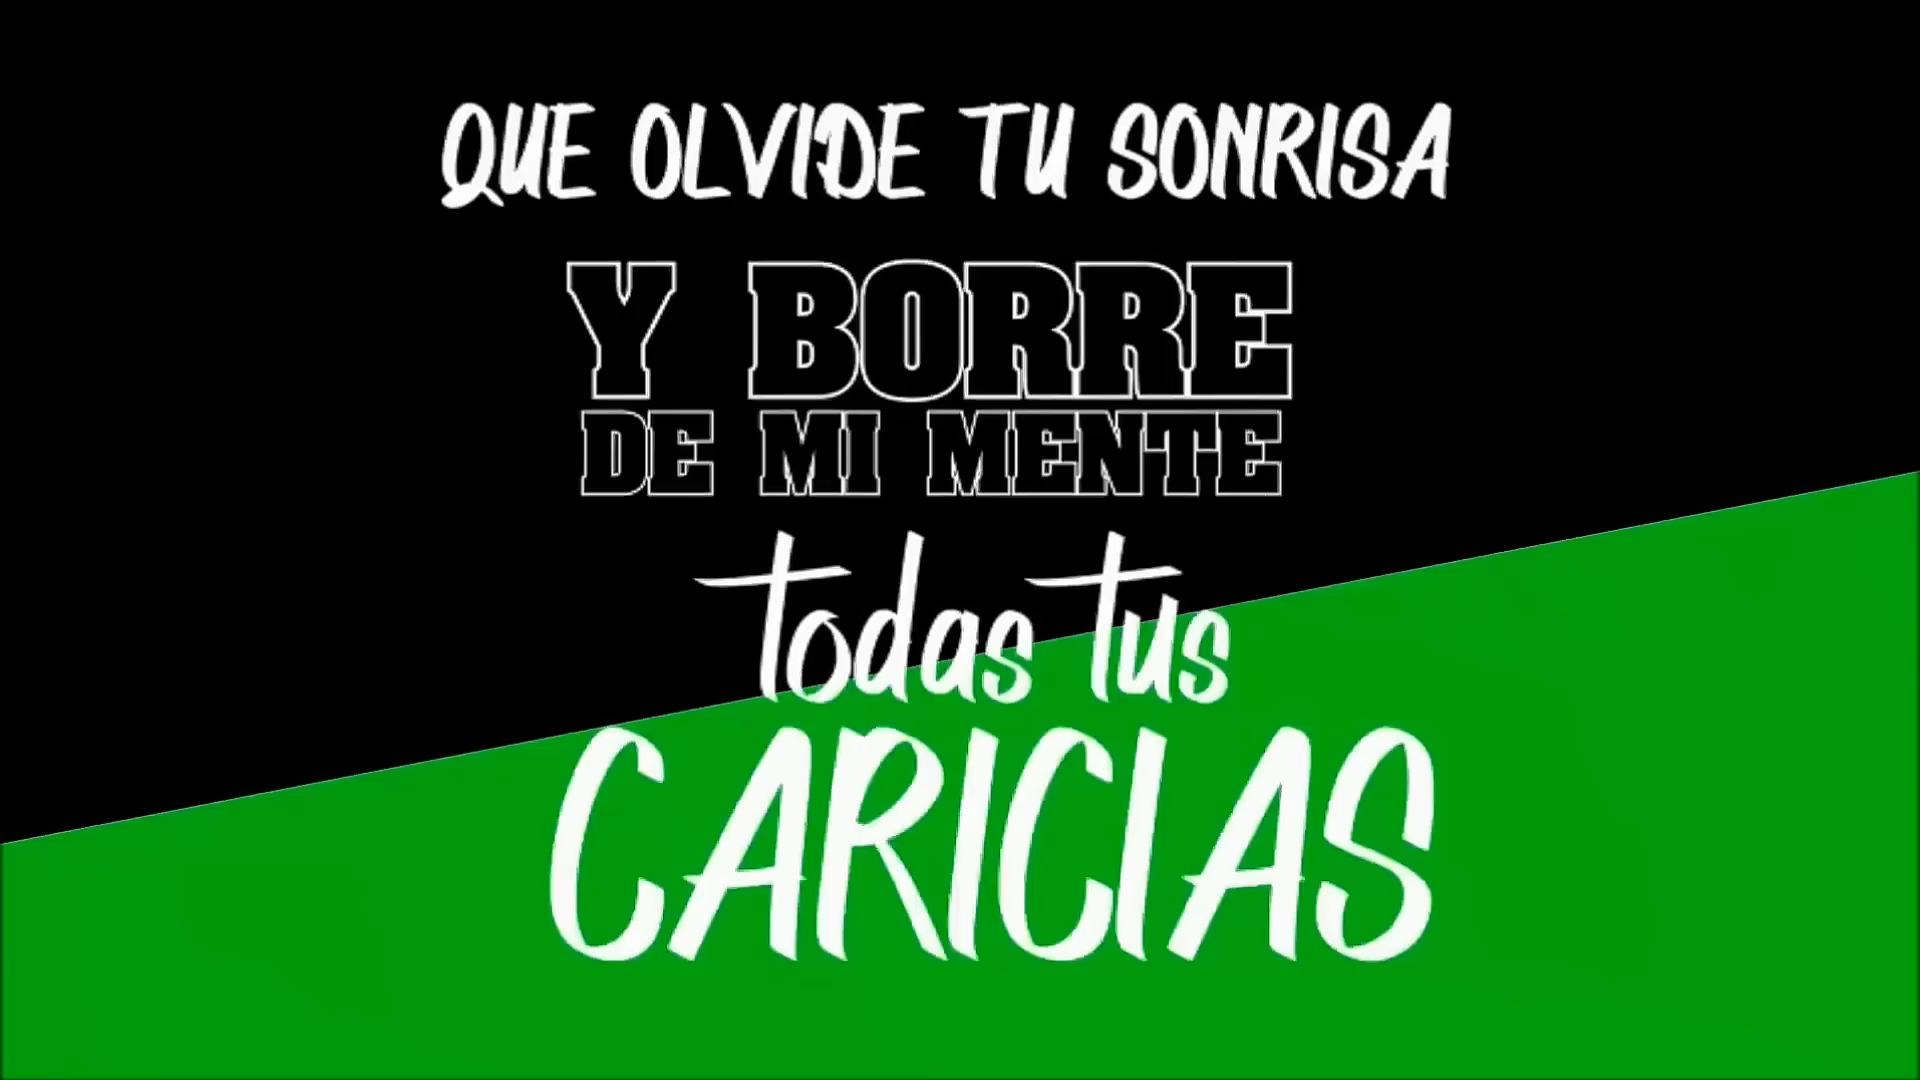 QUE OLVIDE TU SONRISA
Y BORRE
DE MI MENTE
todas tus
CARICIAS